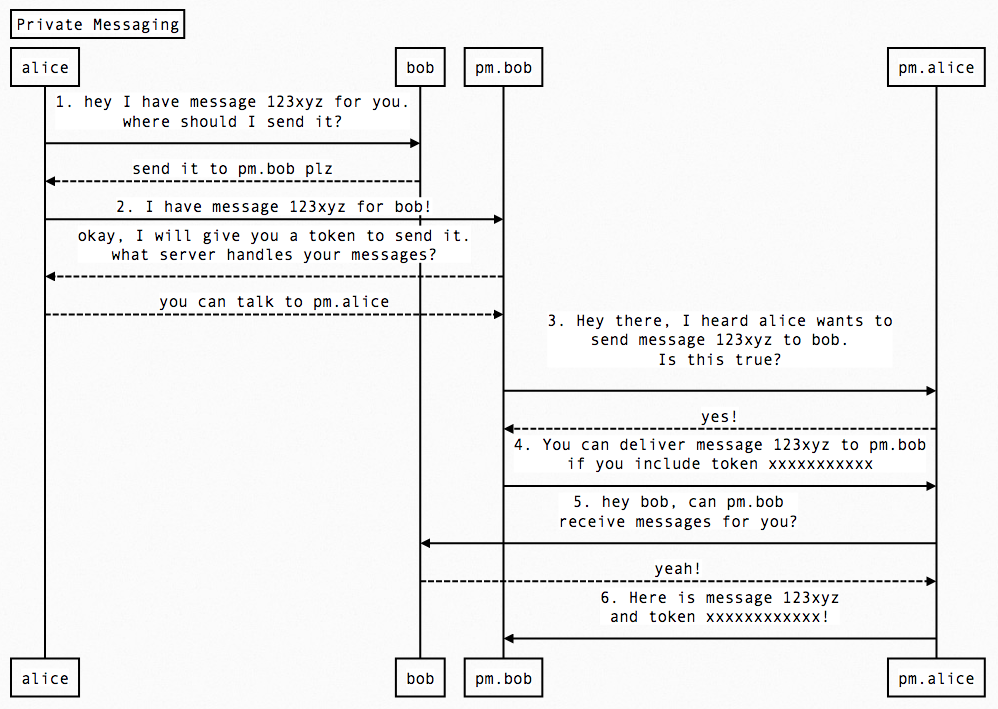 Private Messaging
alice
bob
pm.bob
pm.alice
1. hey I have message 123xyz for you.
where should I send it?
send it to pm.bob plz
2. I have message 123xyz for bob!
okay, I will give you a token to send it.
what server handles your messages?
you can talk to pm.alice
3. Hey there, I heard alice wants to
send message 123xyz to bob.
Is this true?
yes!
4. You can deliver message 123xyz to pm.bob
if you include token xxxxxxxxxxx
5. hey bob, can pm.bob
receive messages for you?
yeah!
6. Here is message 123xyz
and token xxxxxxxxxxxx!
alice
bob
pm.bob
pm.alice